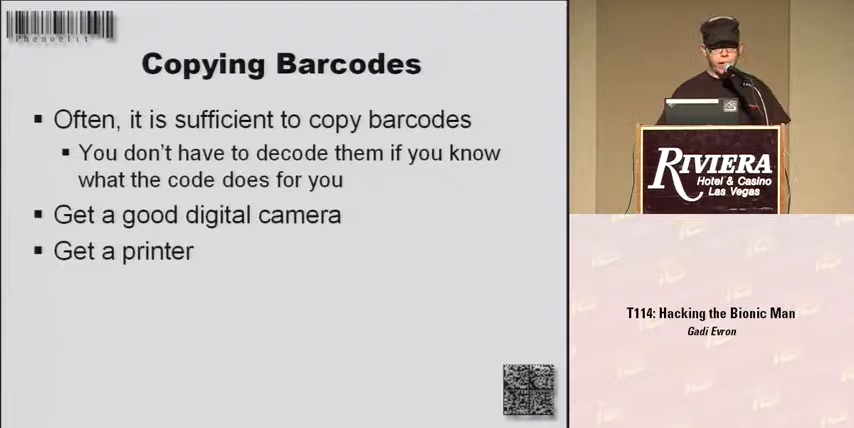 Phenoelit
Copying Barcodes
Often, it is sufficient to copy barcodes
You don't have to decode them if you know
what the code does for you
Get a good digital camera
Get a printer
RIVIERA
Hotel & Casino
Las Vegas
T114: Hacking the Bionic Man
Gadi Evron